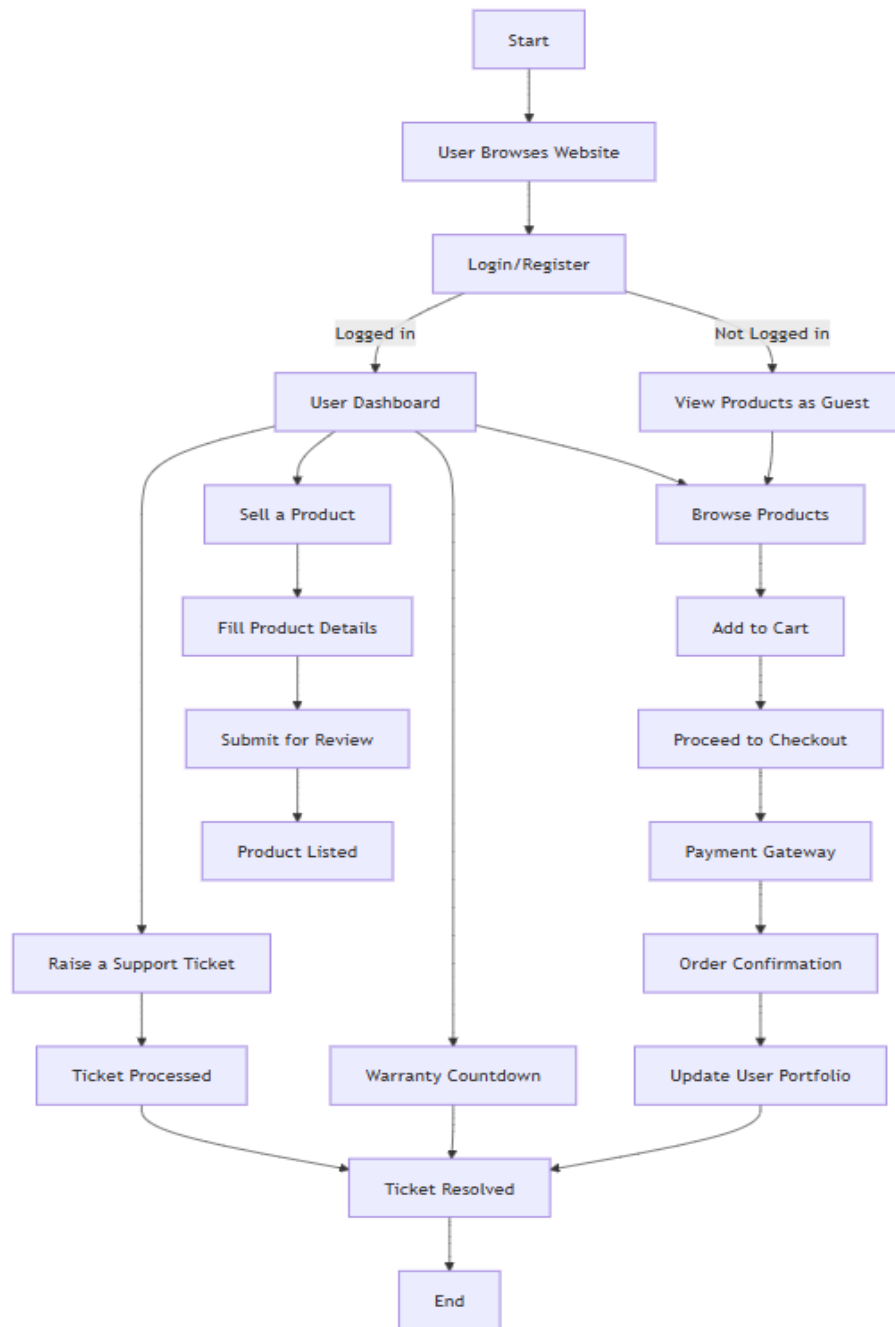 Start
User Browses Website
Login/Register
Logged in
Not Logged in
User Dashboard
View Products as Guest
Sell a Product
Browse Products
Fill Product Details
Add to Cart
Submit for Review
Proceed to Checkout
Product Listed
Payment Gateway
Raise a Support Ticket
Order Confirmation
Ticket Processed
Warranty Countdown
Update User Portfolio
Ticket Resolved
End